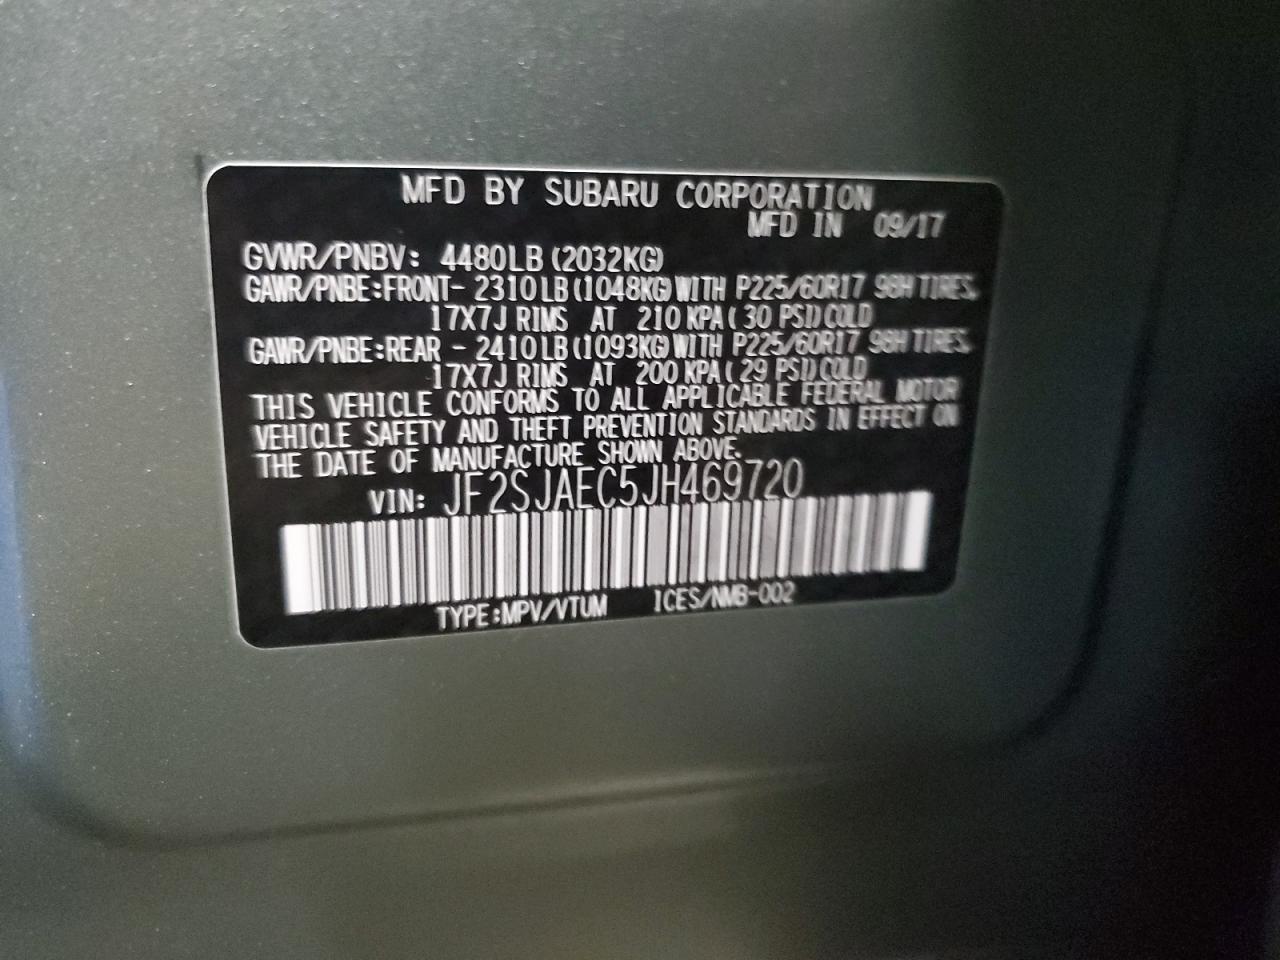 MFD BY SUBARU CORPORATION
MFD IN 09/17
GVWR/PNBV: 4480LB (2032KG)
GAWR/PNBE:FRONT- 2310LB (1048KG) WITH P225/60R17 98H TIRES,
17X7J RIMS AT 210 KPA (30 PSI) COLD
GAWR/PNBE:REAR - 2410LB (1093KG) WITH P225/60R17 98H TIRES,
17X7J RIMS AT 200 KPA (29 PSI) COLD
THIS VEHICLE CONFORMS TO ALL APPLICABLE FEDERAL MOTOR
VEHICLE SAFETY AND THEFT PREVENTION STANDARDS IN EFFECT ON
THE DATE OF MANUFACTURE SHOWN ABOVE.
VIN: JF2SJAEC5JH469720
TYPE:MPV/VTUM ICES/NMB-002